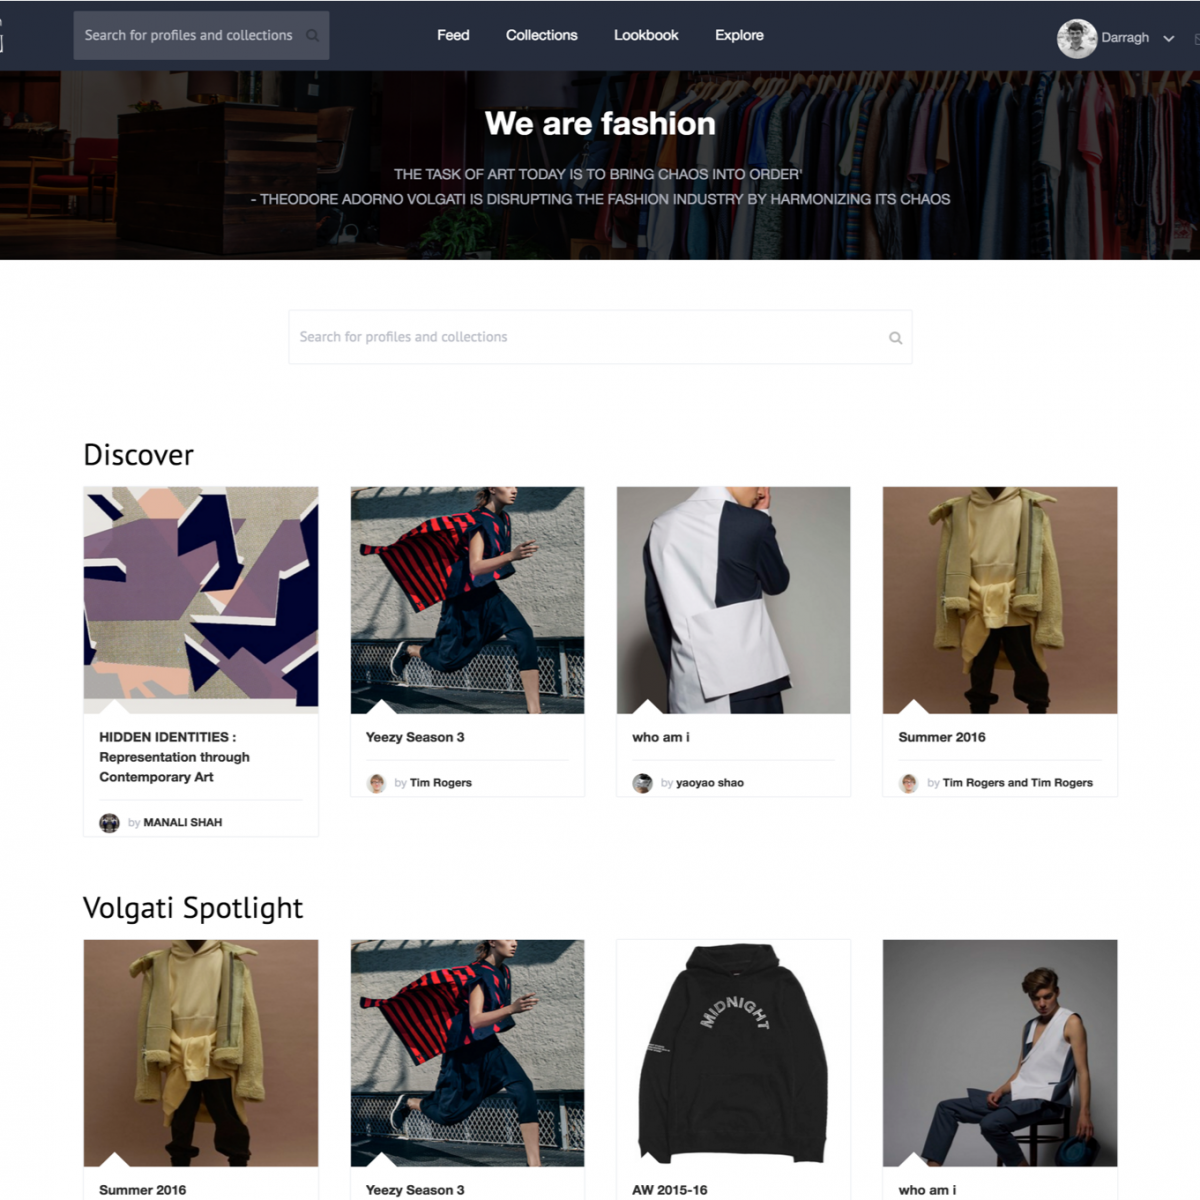 Search for profiles and collections
Feed
Collections
Lookbook
Explore
Darragh
We are fashion
THE TASK OF ART TODAY IS TO BRING CHAOS INTO ORDER'
- THEODORE ADORNO VOLGATI IS DISRUPTING THE FASHION INDUSTRY BY HARMONIZING ITS CHAOS
Search for profiles and collections
Discover
HIDDEN IDENTITIES :
Representation through
Contemporary Art
by MANALI SHAH
Yeezy Season 3
by Tim Rogers
who am i
by yaoyao shao
Summer 2016
by Tim Rogers and Tim Rogers
Volgati Spotlight
MIDNIGHT
Summer 2016
Yeezy Season 3
AW 2015-16
who am i